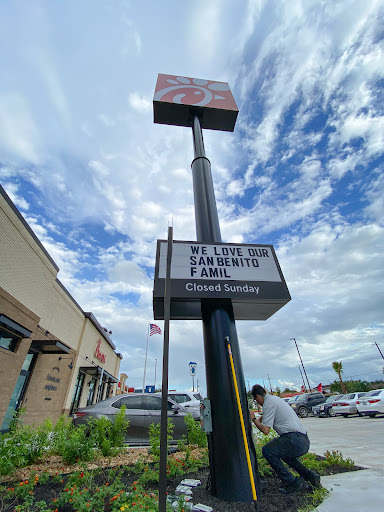 WE LOVE OUR
SAN BENITO
FAMIL
Closed Sunday